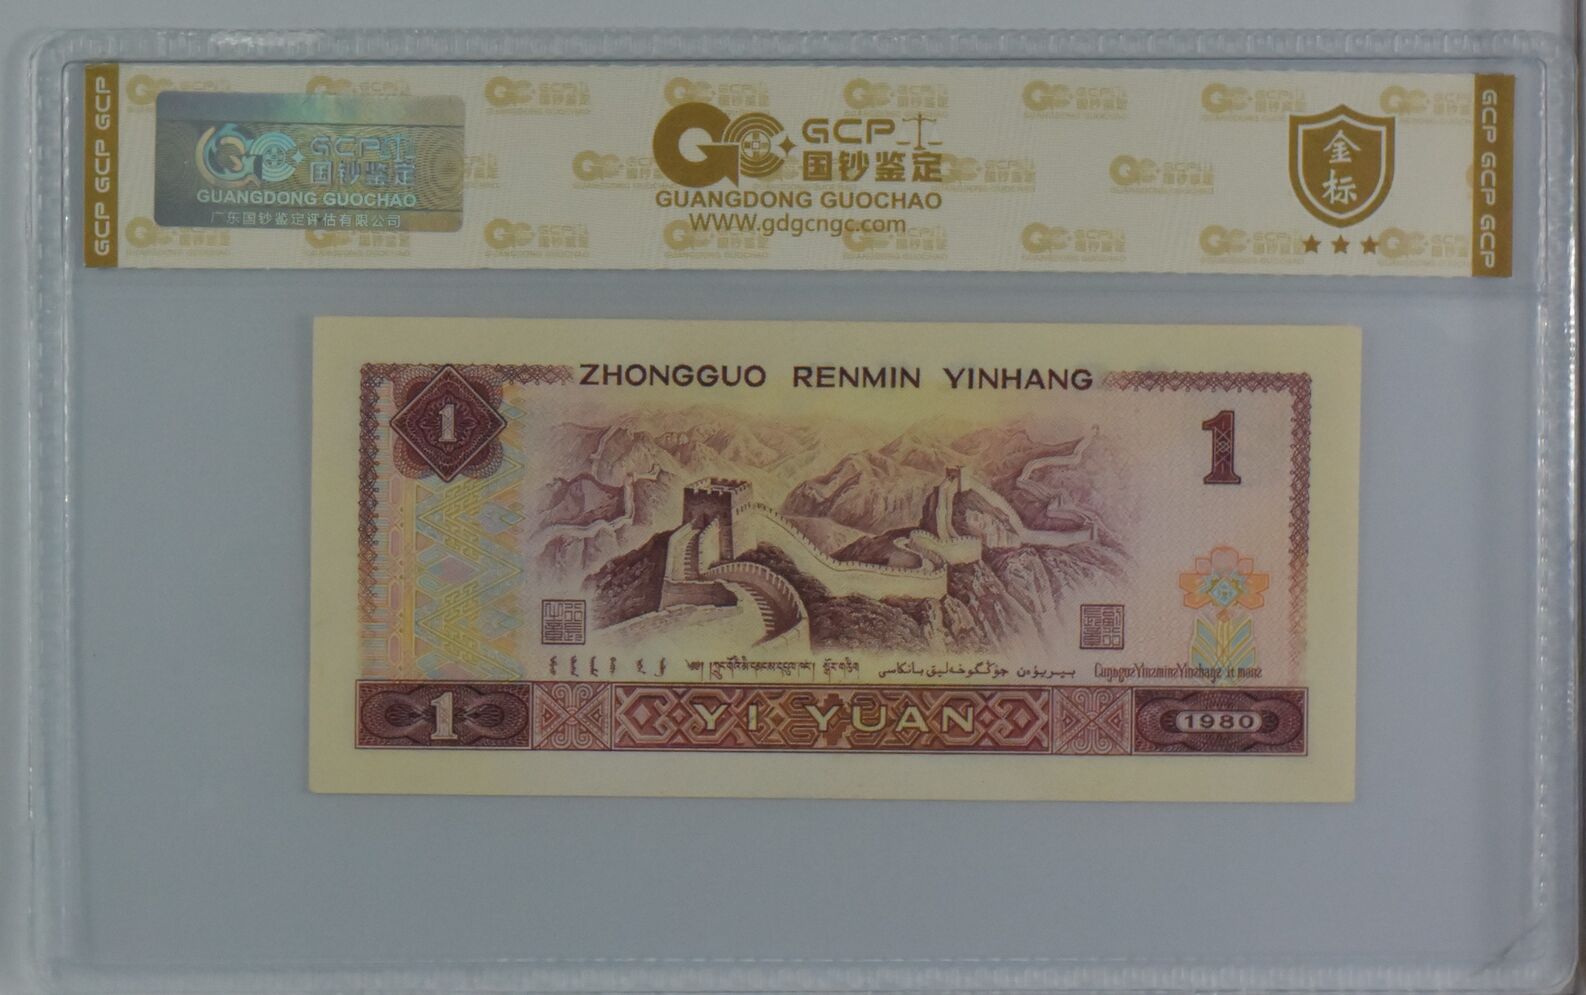 GCP GCP GCP
GCP
国钞鉴定
GUANGDONG GUOCHAO
广东国钞鉴定评估有限公司
GCP
国钞鉴定
GUANGDONG GUOCHAO
WWW.gdgcngc.com
金标
GCP GCP GCP
ZHONGGUO RENMIN YINHANG
1
1
1
YI YUAN
1980